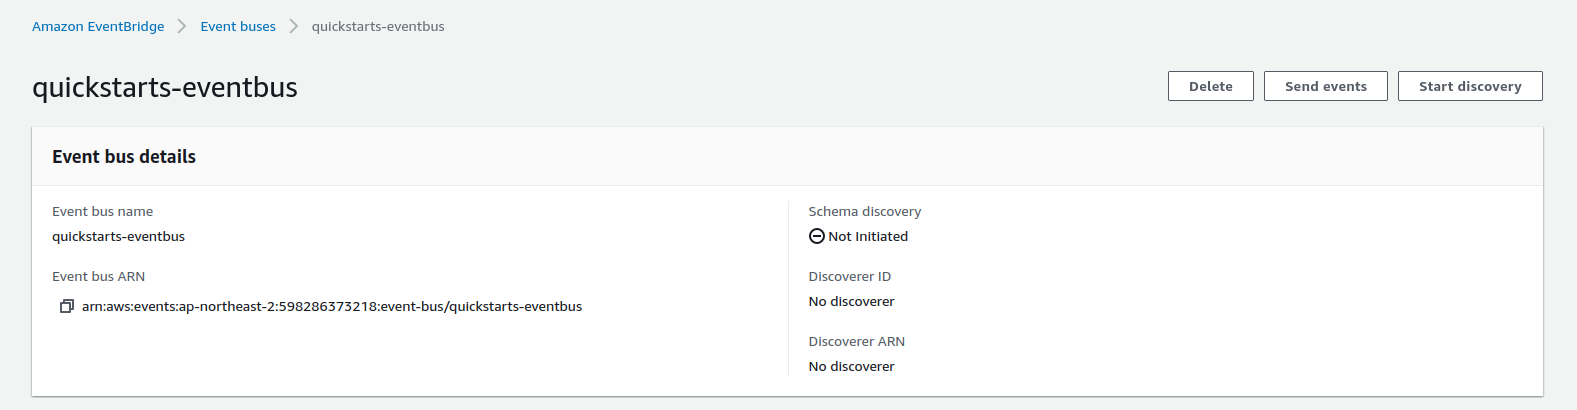 Amazon EventBridge > Event buses > quickstarts-eventbus
quickstarts-eventbus
Delete
Send events
Start discovery
Event bus details
Event bus name
quickstarts-eventbus
Event bus ARN
arn:aws:events:ap-northeast-2:598286373218:event-bus/quickstarts-eventbus
Schema discovery
Not Initiated
Discoverer ID
No discoverer
Discoverer ARN
No discoverer